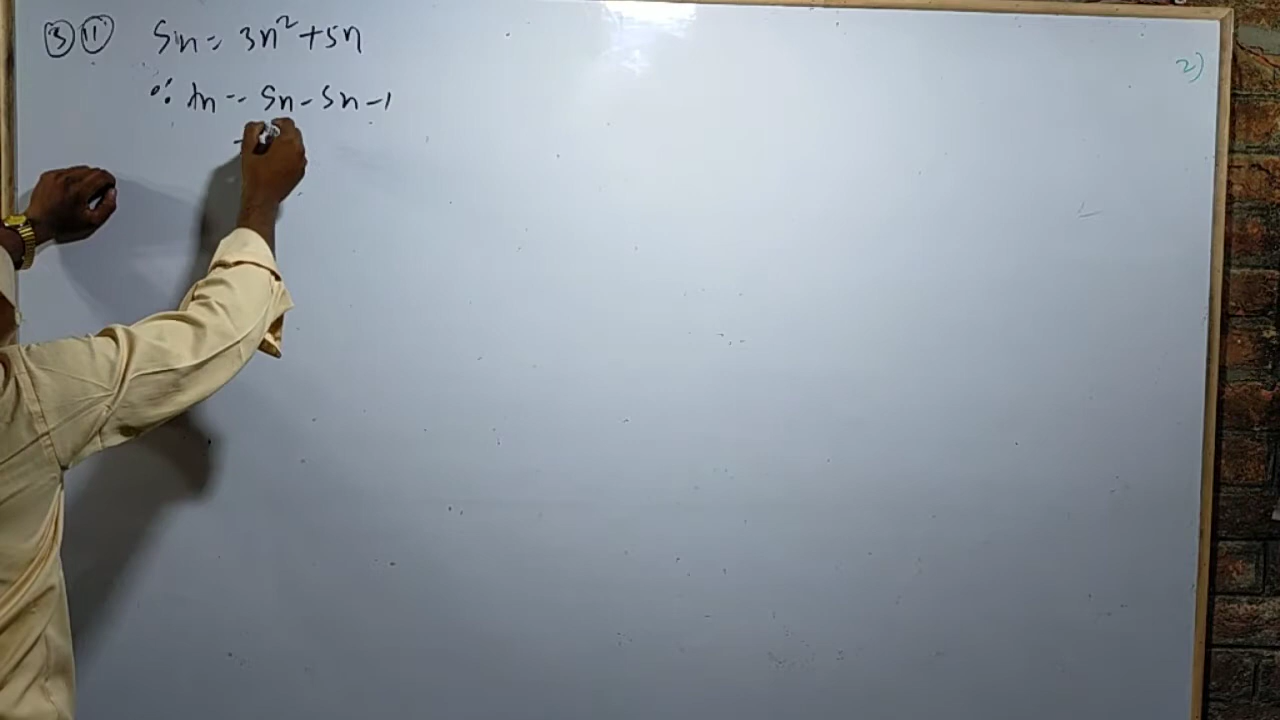 ③ ⑪ Sn = 3n² + 5n
∴ tn = Sn - Sn-1
2)